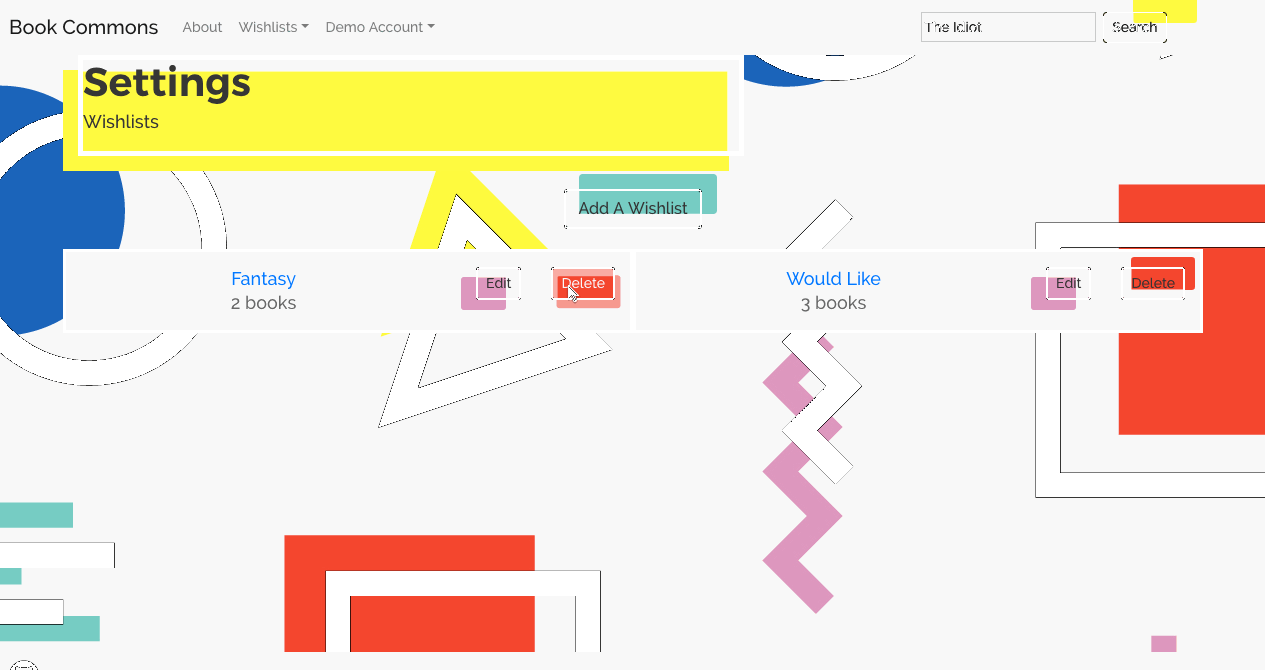 Book Commons About Wishlists Demo Account The Idiot Search
Settings
Wishlists
Add A Wishlist
Fantasy
2 books
Edit Delete
Would Like
3 books
Edit Delete